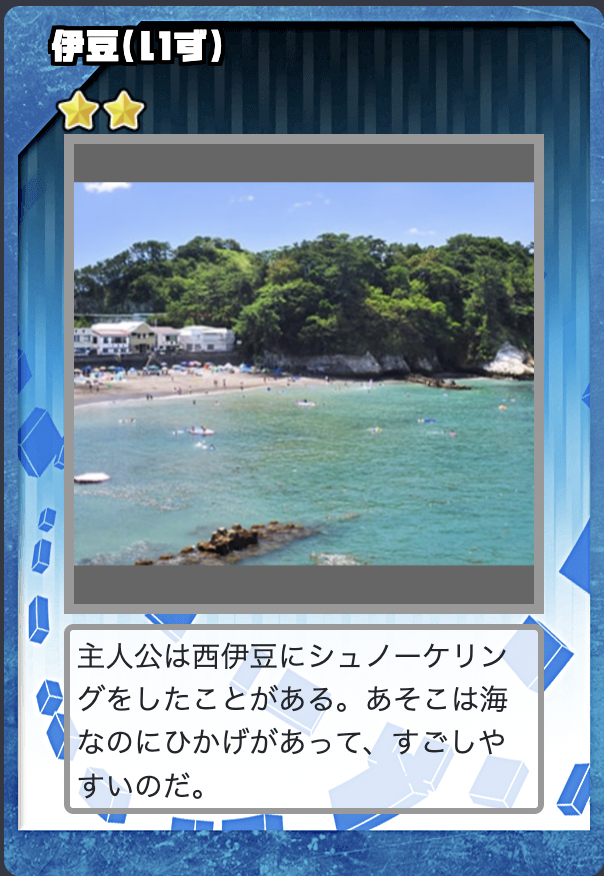 伊豆(いず)
主人公は西伊豆にシュノーケリン
グをしたことがある。あそこは海
なのにひかげがあって、すごしや
すいのだ。